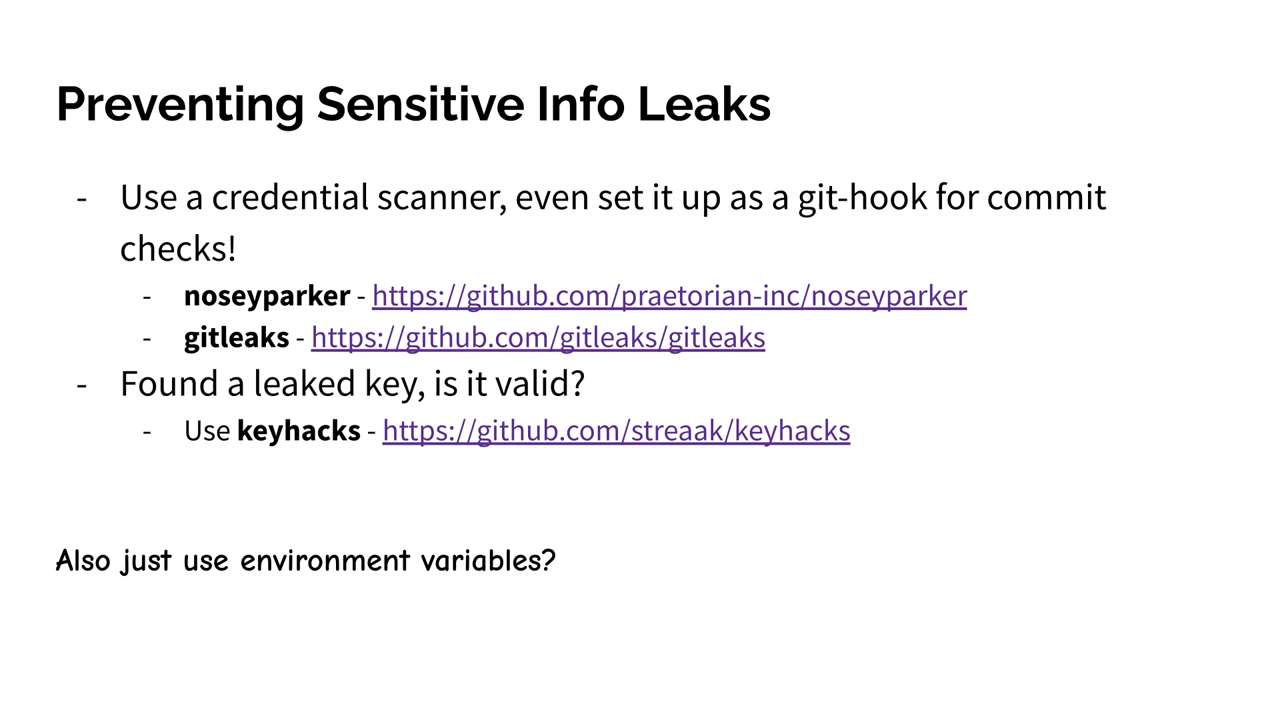 Preventing Sensitive Info Leaks
- Use a credential scanner, even set it up as a git-hook for commit
checks!
- noseyparker - https://github.com/praetorian-inc/noseyparker
- gitleaks - https://github.com/gitleaks/gitleaks
- Found a leaked key, is it valid?
- Use keyhacks - https://github.com/streaak/keyhacks
Also just use environment variables?